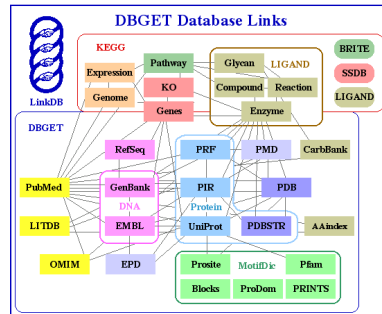 DBGET Database Links
KEGG
Pathway Glycan LIGAND BRITE
Expression KO Compound Reaction SSDB
Genome Genes Enzyme LIGAND
LinkDB
DBGET
RefSeq PRF PMD CarbBank
PubMed GenBank PIR PDB
DNA Protein
LITDB EMBL UniProt PDBSTR AAindex
OMIM EPD Prosite MotifDic Pfam
Blocks ProDom PRINTS